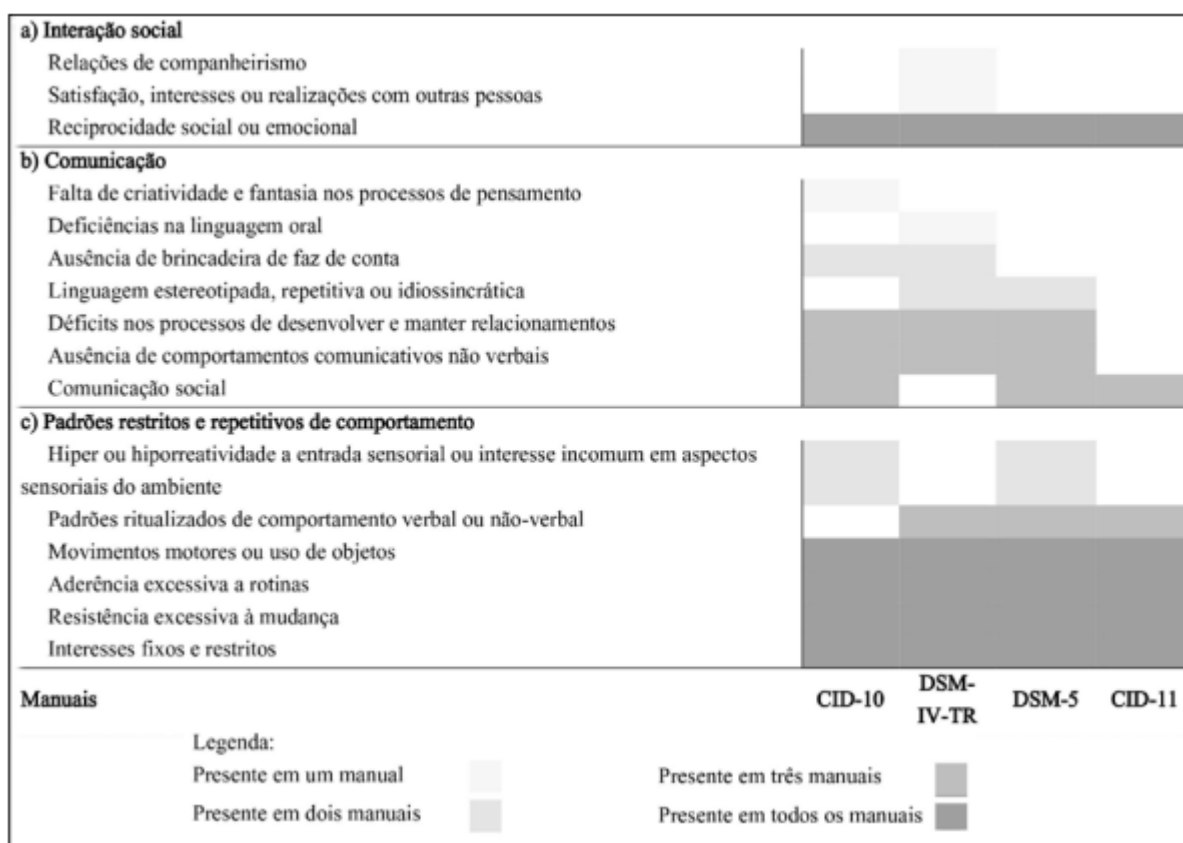 a) Interação social
Relações de companheirismo
Satisfação, interesses ou realizações com outras pessoas
Reciprocidade social ou emocional
b) Comunicação
Falta de criatividade e fantasia nos processos de pensamento
Deficiências na linguagem oral
Ausência de brincadeira de faz de conta
Linguagem estereotipada, repetitiva ou idiossincrática
Déficits nos processos de desenvolver e manter relacionamentos
Ausência de comportamentos comunicativos não verbais
Comunicação social
c) Padrões restritos e repetitivos de comportamento
Hiper ou hiporreatividade a entrada sensorial ou interesse incomum em aspectos
sensoriais do ambiente
Padrões ritualizados de comportamento verbal ou não-verbal
Movimentos motores ou uso de objetos
Aderência excessiva a rotinas
Resistência excessiva à mudança
Interesses fixos e restritos
Manuais CID-10 DSM-IV-TR DSM-5 CID-11
Legenda:
Presente em um manual Presente em três manuais
Presente em dois manuais Presente em todos os manuais